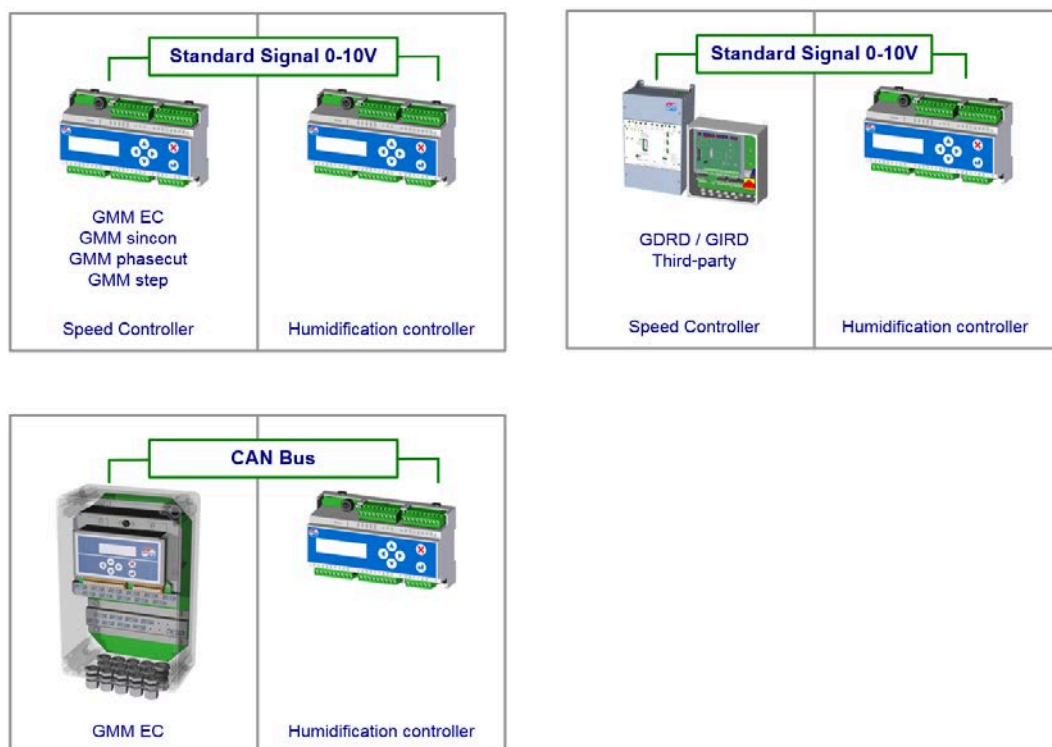 Standard Signal 0-10V
GMM EC
GMM sincon
GMM phasecut
GMM step
Speed Controller
Humidification controller
Standard Signal 0-10V
GDRD / GIRD
Third-party
Speed Controller
Humidification controller
CAN Bus
GMM EC
Humidification controller